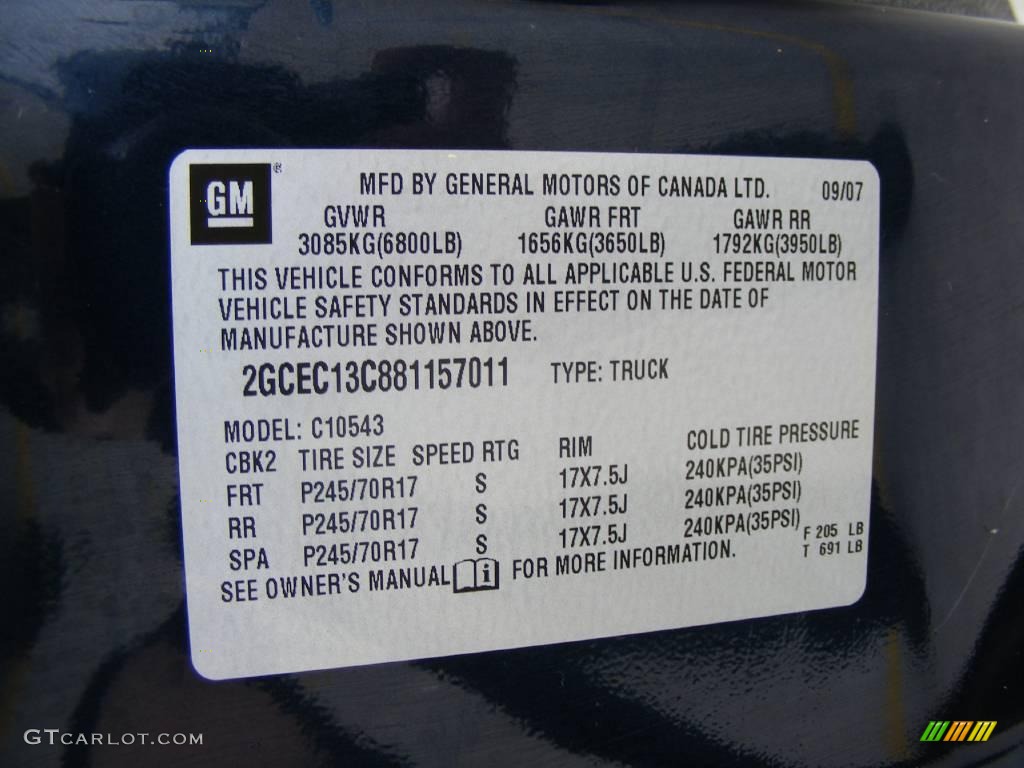 GM ®
MFD BY GENERAL MOTORS OF CANADA LTD. 09/07
GVWR GAWR FRT GAWR RR
3085KG(6800LB) 1656KG(3650LB) 1792KG(3950LB)
THIS VEHICLE CONFORMS TO ALL APPLICABLE U.S. FEDERAL MOTOR
VEHICLE SAFETY STANDARDS IN EFFECT ON THE DATE OF
MANUFACTURE SHOWN ABOVE.
2GCEC13C881157011 TYPE: TRUCK
MODEL: C10543
CBK2 TIRE SIZE SPEED RTG RIM COLD TIRE PRESSURE
FRT P245/70R17 S 17X7.5J 240KPA(35PSI)
RR P245/70R17 S 17X7.5J 240KPA(35PSI)
SPA P245/70R17 S 17X7.5J 240KPA(35PSI)
F 205 LB
T 691 LB
SEE OWNER'S MANUAL i FOR MORE INFORMATION.
GTCARLOT.COM